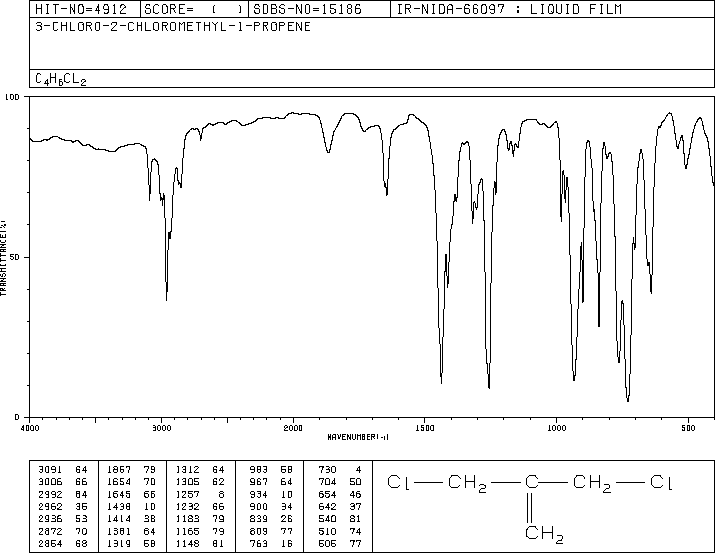 HIT-NO=4912 SCORE= ( ) SDBS-NO=15186 IR-NIDA-66097 : LIQUID FILM
3-CHLORO-2-CHLOROMETHYL-1-PROPENE
C4H6CL2
100
50
0
TRANSMITTANCE(%)
4000 3000 2000 1500 1000 500
WAVENUMBER(-1)
3091 64 1867 79 1312 64 983 58 730 4
3006 66 1654 70 1305 62 967 64 704 50
2992 64 1645 66 1257 8 934 10 654 46
2962 35 1438 10 1232 66 900 34 642 37
2936 53 1414 38 1183 79 839 26 540 81
2872 70 1381 64 1165 79 809 77 510 74
2854 68 1319 58 1148 81 763 16 505 77
Cl CH2 C CH2 Cl
CH2